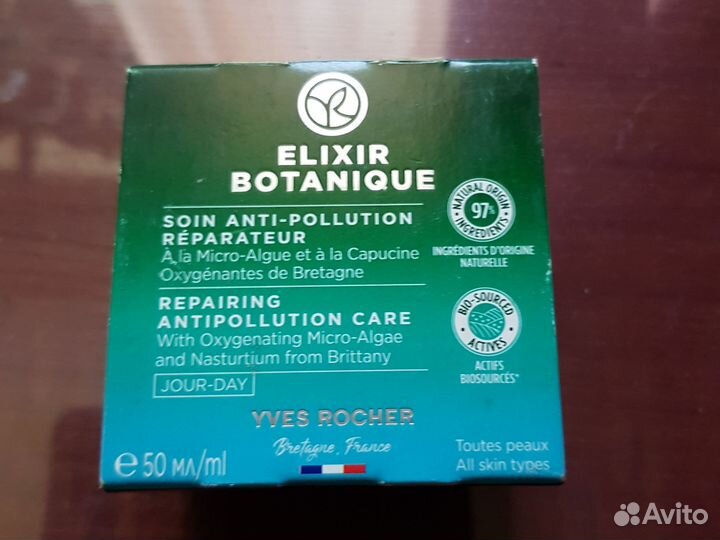 ELIXIR
BOTANIQUE
SOIN ANTI-POLLUTION
RÉPARATEUR
À la Micro-Algue et à la Capucine
Oxygénantes de Bretagne
REPAIRING
ANTIPOLLUTION CARE
With Oxygenating Micro-Algae
and Nasturtium from Brittany
JOUR-DAY
NATURAL ORIGIN
97%
INGREDIENTS
INGRÉDIENTS D'ORIGINE
NATURELLE
BIO-SOURCED
ACTIVES
ACTIFS
BIOSOURCÉS*
YVES ROCHER
Bretagne, France
℮ 50 мл/ml
Toutes peaux
All skin types
Avito